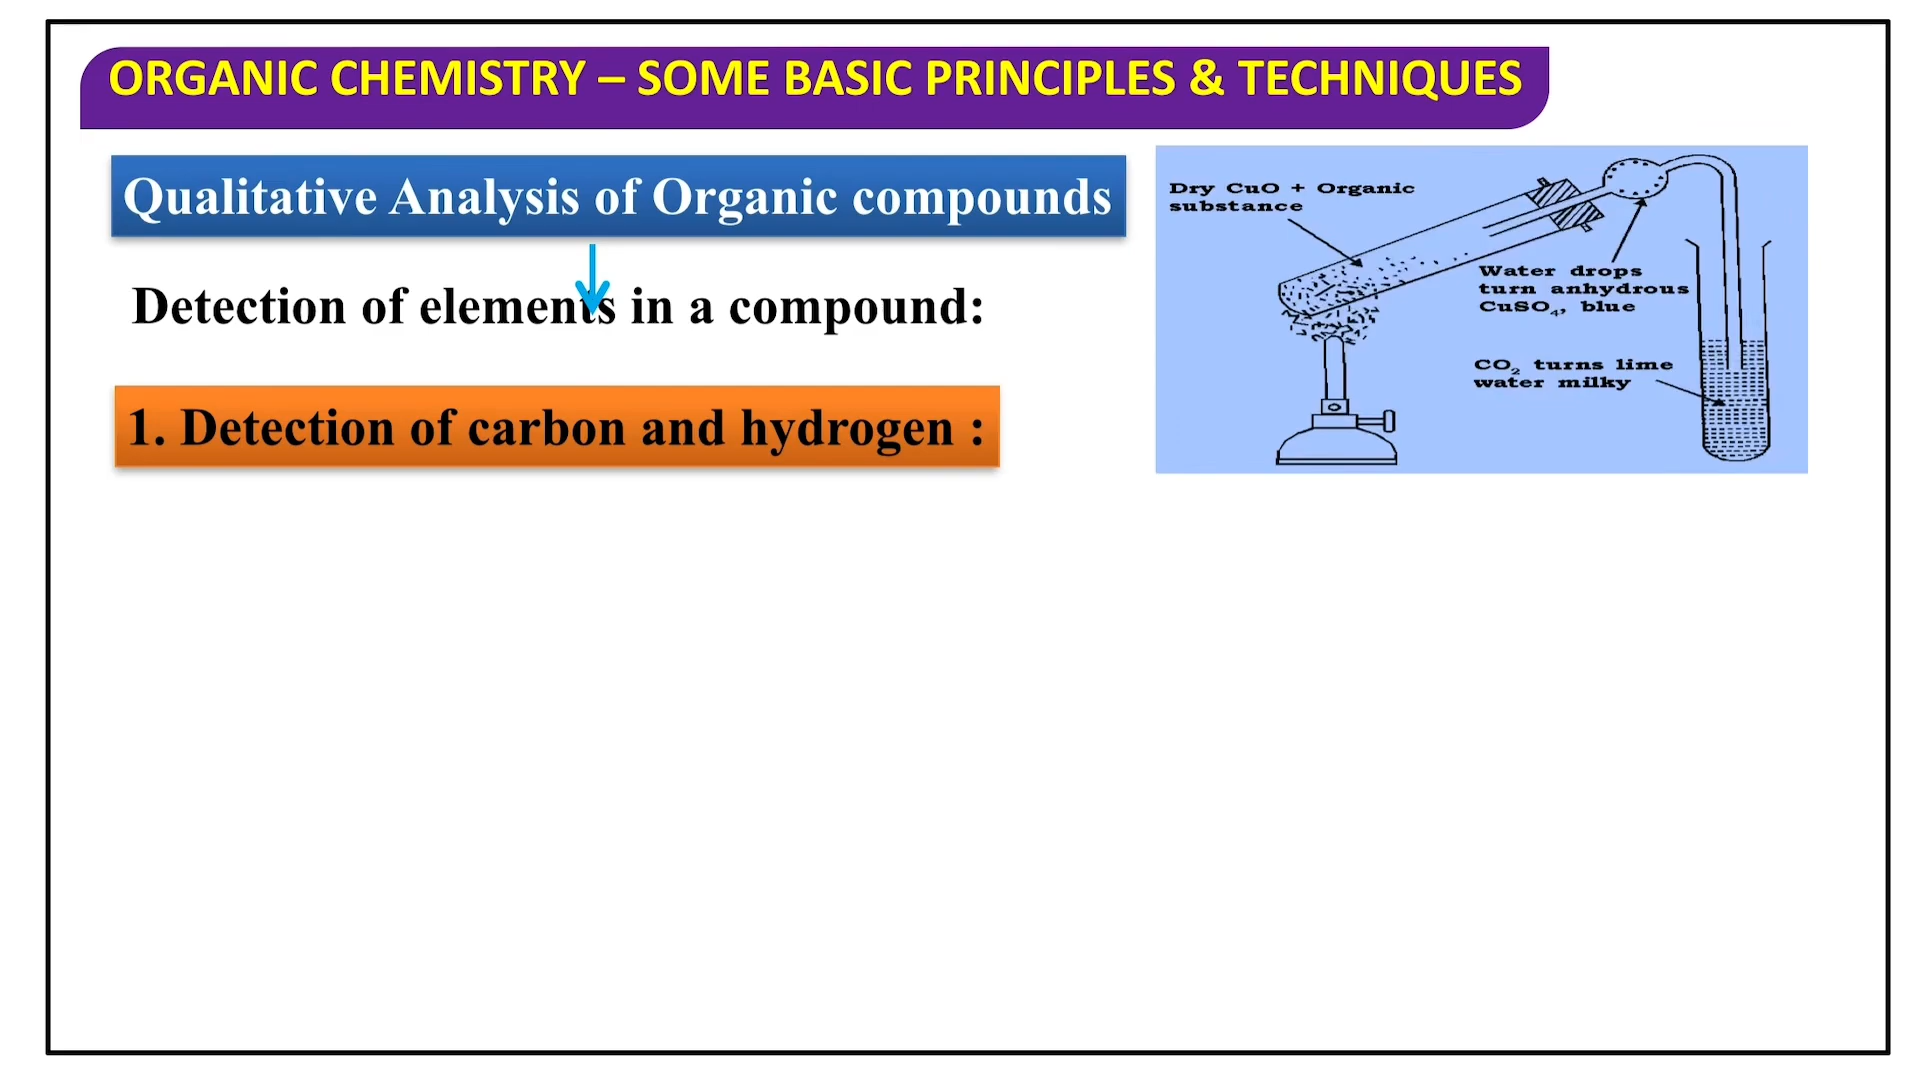 ORGANIC CHEMISTRY – SOME BASIC PRINCIPLES & TECHNIQUES
Qualitative Analysis of Organic compounds
Detection of elements in a compound:
1. Detection of carbon and hydrogen :
Dry CuO + Organic
substance
Water drops
turn anhydrous
CuSO₄, blue
CO₂ turns lime
water milky